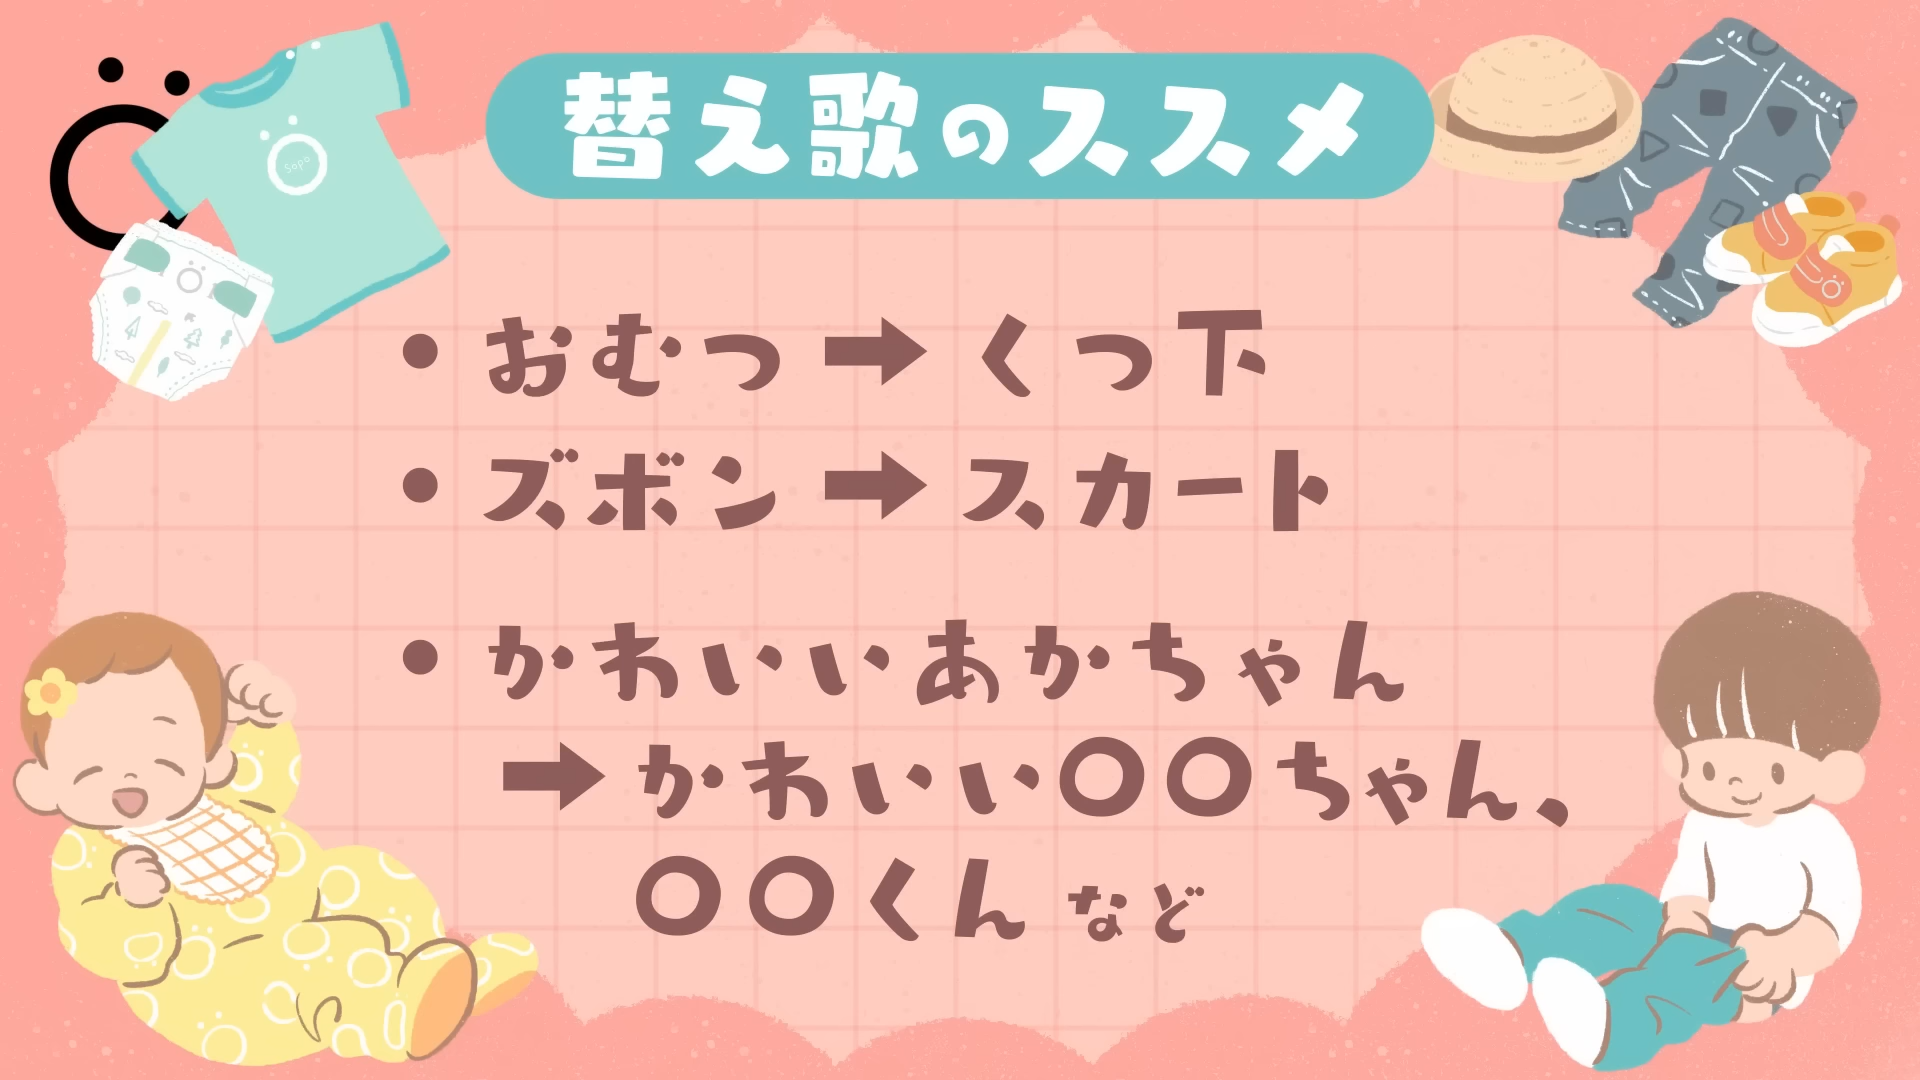 替え歌のススメ
sopo
• おむつ➡くつ下
• ズボン➡スカート
• かわいいあかちゃん
➡かわいい〇〇ちゃん、
〇〇くん など